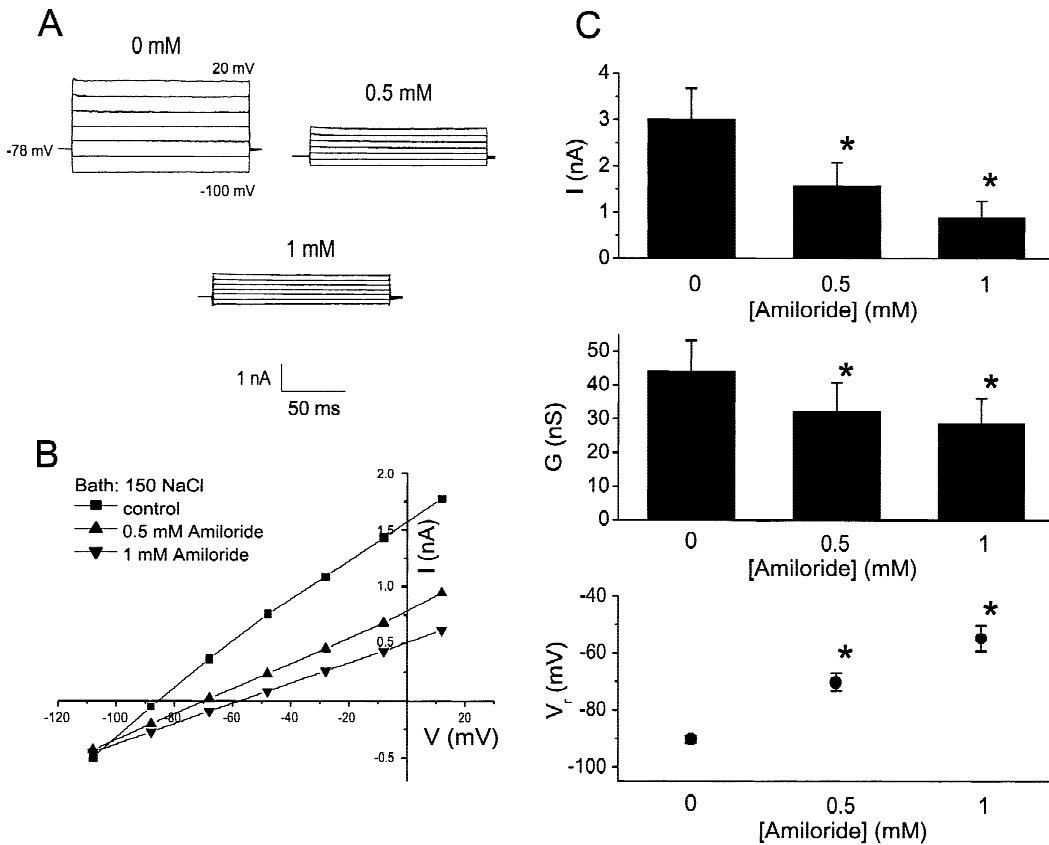 A
0 mM
20 mV
-78 mV
-100 mV
0.5 mM
1 mM
1 nA
50 ms
B
Bath: 150 NaCl
control
0.5 mM Amiloride
1 mM Amiloride
2.0
1.5
1.0
0.5
-0.5
I (nA)
-120 -100 -80 -60 -40 -20 0 20
V (mV)
C
4
3
2
1
0
I (nA)
* *
0 0.5 1
[Amiloride] (mM)
50
40
30
20
10
0
G (nS)
* *
0 0.5 1
[Amiloride] (mM)
-40
-60
-80
-100
Vr (mV)
* *
0 0.5 1
[Amiloride] (mM)